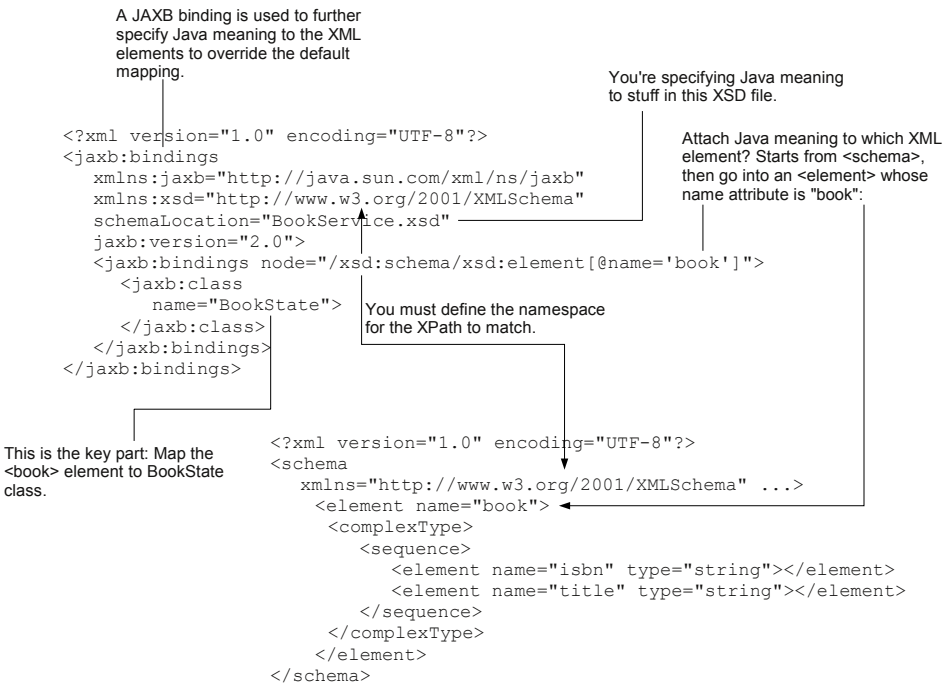 A JAXB binding is used to further
specify Java meaning to the XML
elements to override the default
mapping.
You're specifying Java meaning
to stuff in this XSD file.
Attach Java meaning to which XML
element? Starts from <schema>,
then go into an <element> whose
name attribute is "book":
<?xml version="1.0" encoding="UTF-8"?>
<jaxb:bindings
xmlns:jaxb="http://java.sun.com/xml/ns/jaxb"
xmlns:xsd="http://www.w3.org/2001/XMLSchema"
schemaLocation="BookService.xsd"
jaxb:version="2.0">
<jaxb:bindings node="/xsd:schema/xsd:element[@name='book']">
<jaxb:class
name="BookState">
</jaxb:class>
</jaxb:bindings>
</jaxb:bindings>
You must define the namespace
for the XPath to match.
This is the key part: Map the
<book> element to BookState
class.
<?xml version="1.0" encoding="UTF-8"?>
<schema
xmlns="http://www.w3.org/2001/XMLSchema" ...>
<element name="book">
<complexType>
<sequence>
<element name="isbn" type="string"></element>
<element name="title" type="string"></element>
</sequence>
</complexType>
</element>
</schema>